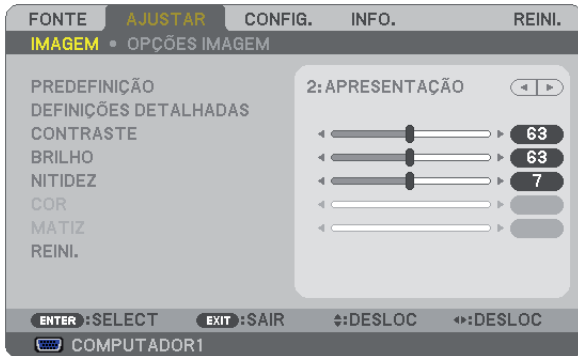 FONTE AJUSTAR CONFIG. INFO. REINI.
IMAGEM • OPÇÕES IMAGEM
PREDEFINIÇÃO 2:APRESENTAÇÃO
DEFINIÇÕES DETALHADAS
CONTRASTE 63
BRILHO 63
NITIDEZ 7
COR
MATIZ
REINI.
ENTER :SELECT EXIT :SAIR :DESLOC :DESLOC
COMPUTADOR1